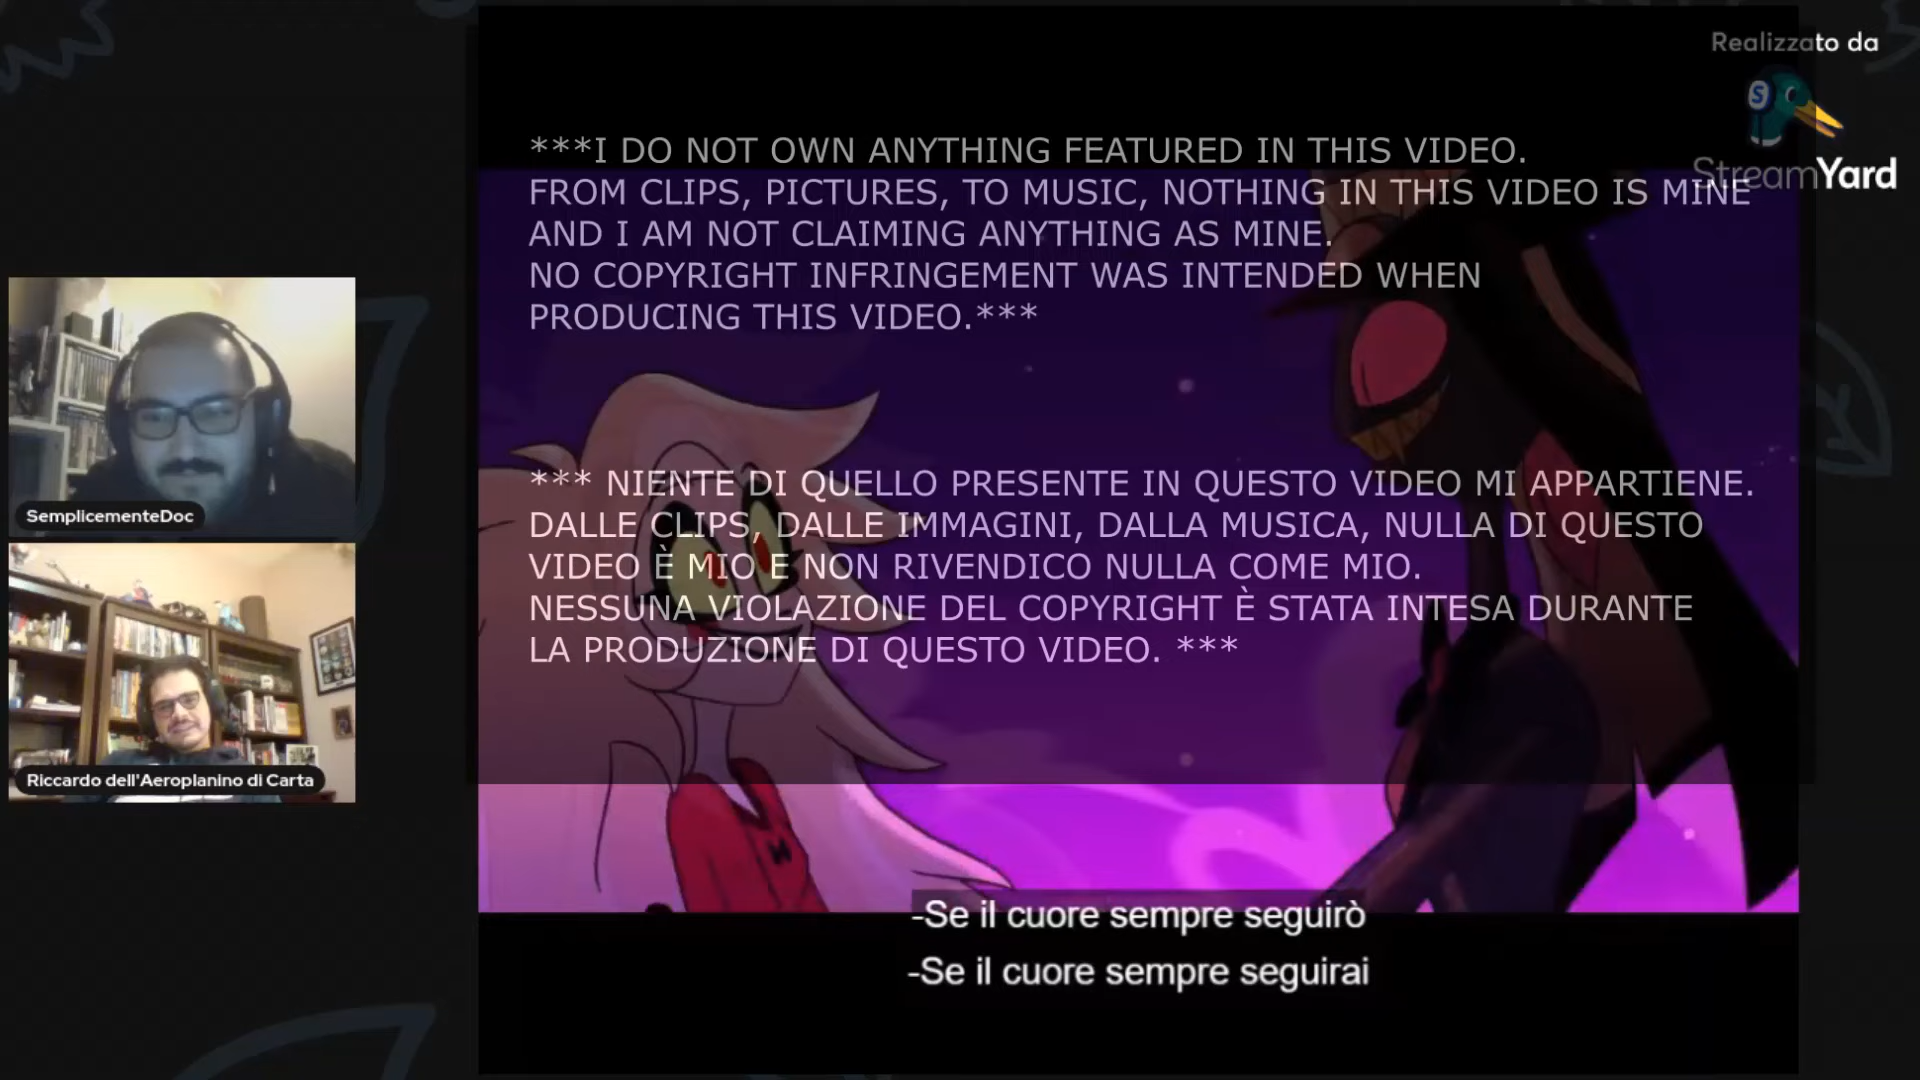 Realizzato da
StreamYard
***I DO NOT OWN ANYTHING FEATURED IN THIS VIDEO.
FROM CLIPS, PICTURES, TO MUSIC, NOTHING IN THIS VIDEO IS MINE
AND I AM NOT CLAIMING ANYTHING AS MINE.
NO COPYRIGHT INFRINGEMENT WAS INTENDED WHEN
PRODUCING THIS VIDEO.***
*** NIENTE DI QUELLO PRESENTE IN QUESTO VIDEO MI APPARTIENE.
DALLE CLIPS, DALLE IMMAGINI, DALLA MUSICA, NULLA DI QUESTO
VIDEO È MIO E NON RIVENDICO NULLA COME MIO.
NESSUNA VIOLAZIONE DEL COPYRIGHT È STATA INTESA DURANTE
LA PRODUZIONE DI QUESTO VIDEO. ***
SemplicementeDoc
Riccardo dell'Aeroplanino di Carta
-Se il cuore sempre seguirò
-Se il cuore sempre seguirai